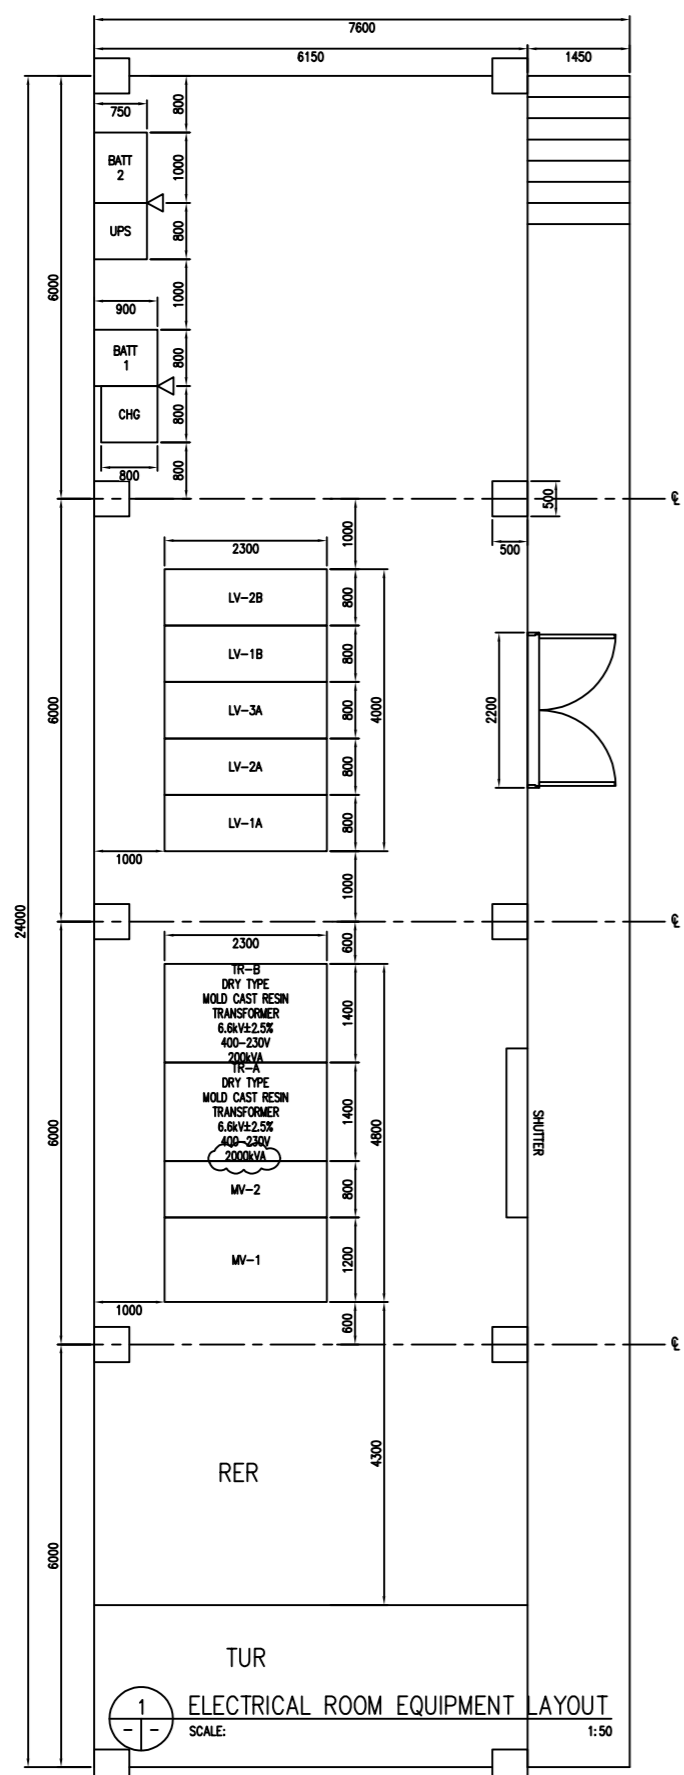 7600
6150
1450
750
800
BATT
2
1000
UPS
800
6000
1000
900
BATT
1
800
CHG
800
800
800
500
500
℄
1000
2300
LV-2B
800
LV-1B
800
6000
LV-3A
800
4000
2200
LV-2A
800
LV-1A
800
1000
1000
24000
℄
600
2300
TR-B
DRY TYPE
MOLD CAST RESIN
TRANSFORMER
6.6kV±2.5%
400-230V
200kVA
1400
TR-A
DRY TYPE
MOLD CAST RESIN
TRANSFORMER
6.6kV±2.5%
400-230V
2000kVA
1400
6000
4800
SHUTTER
MV-2
800
MV-1
1200
1000
600
℄
4300
RER
6000
TUR
1
- -
ELECTRICAL ROOM EQUIPMENT LAYOUT
SCALE: 1:50